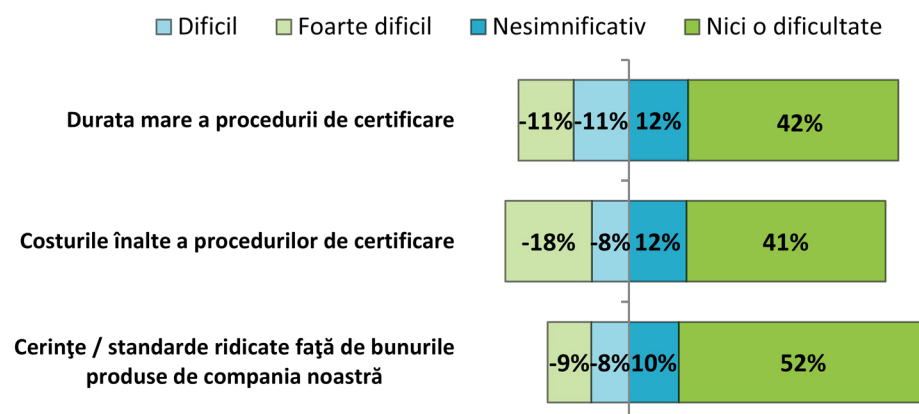 Dificil Foarte dificil Nesimnificativ Nici o dificultate
Durata mare a procedurii de certificare -11% -11% 12% 42%
Costurile înalte a procedurilor de certificare -18% -8% 12% 41%
Cerinţe / standarde ridicate faţă de bunurile
produse de compania noastră -9% -8% 10% 52%